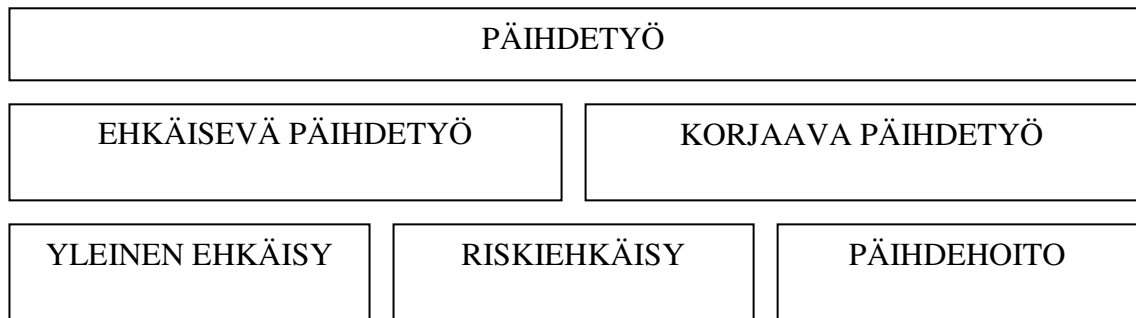 PÄIHDETYÖ
EHKÄISEVÄ PÄIHDETYÖ
KORJAAVA PÄIHDETYÖ
YLEINEN EHKÄISY
RISKIEHKÄISY
PÄIHDEHOITO